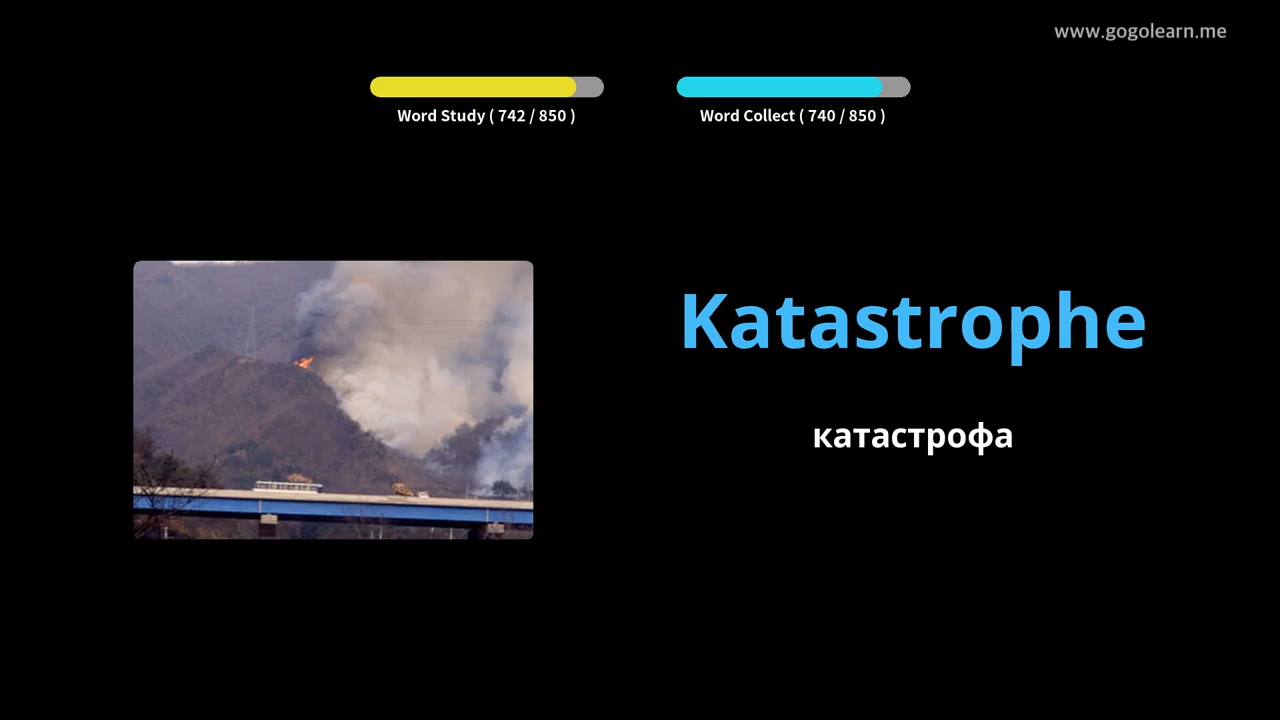 www.gogolearn.me
Word Study ( 742 / 850 )
Word Collect ( 740 / 850 )
Katastrophe
катастрофа